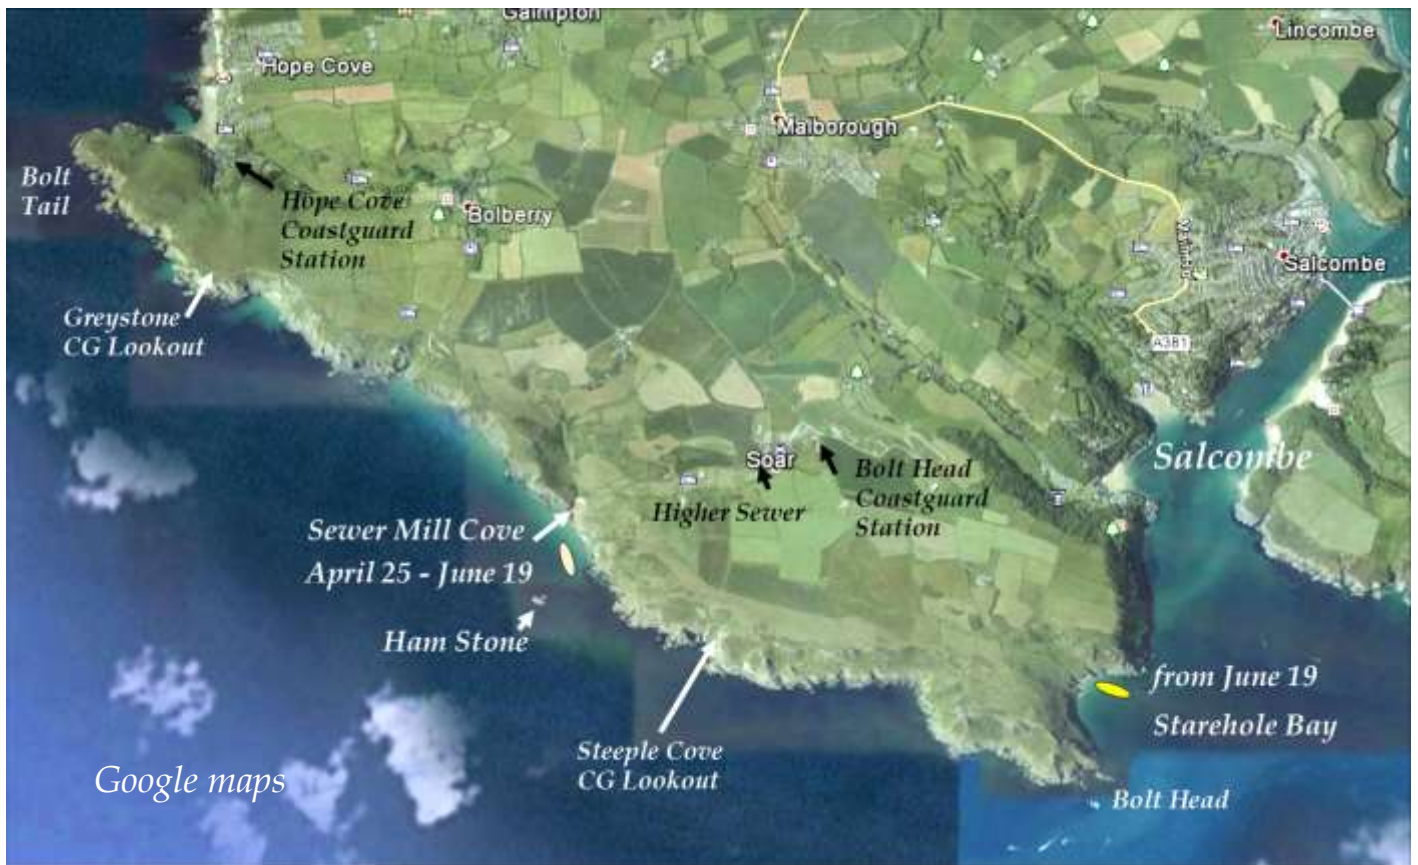 Galmpton
Lincombe
Hope Cove
Malborough
Bolt
Tail
Hope Cove
Coastguard
Station
Bolberry
Salcombe
Greystone
CG Lookout
A381
Soar
Higher Sewer
Bolt Head
Coastguard
Station
Salcombe
Sewer Mill Cove
April 25 - June 19
Ham Stone
from June 19
Starehole Bay
Steeple Cove
CG Lookout
Google maps
Bolt Head